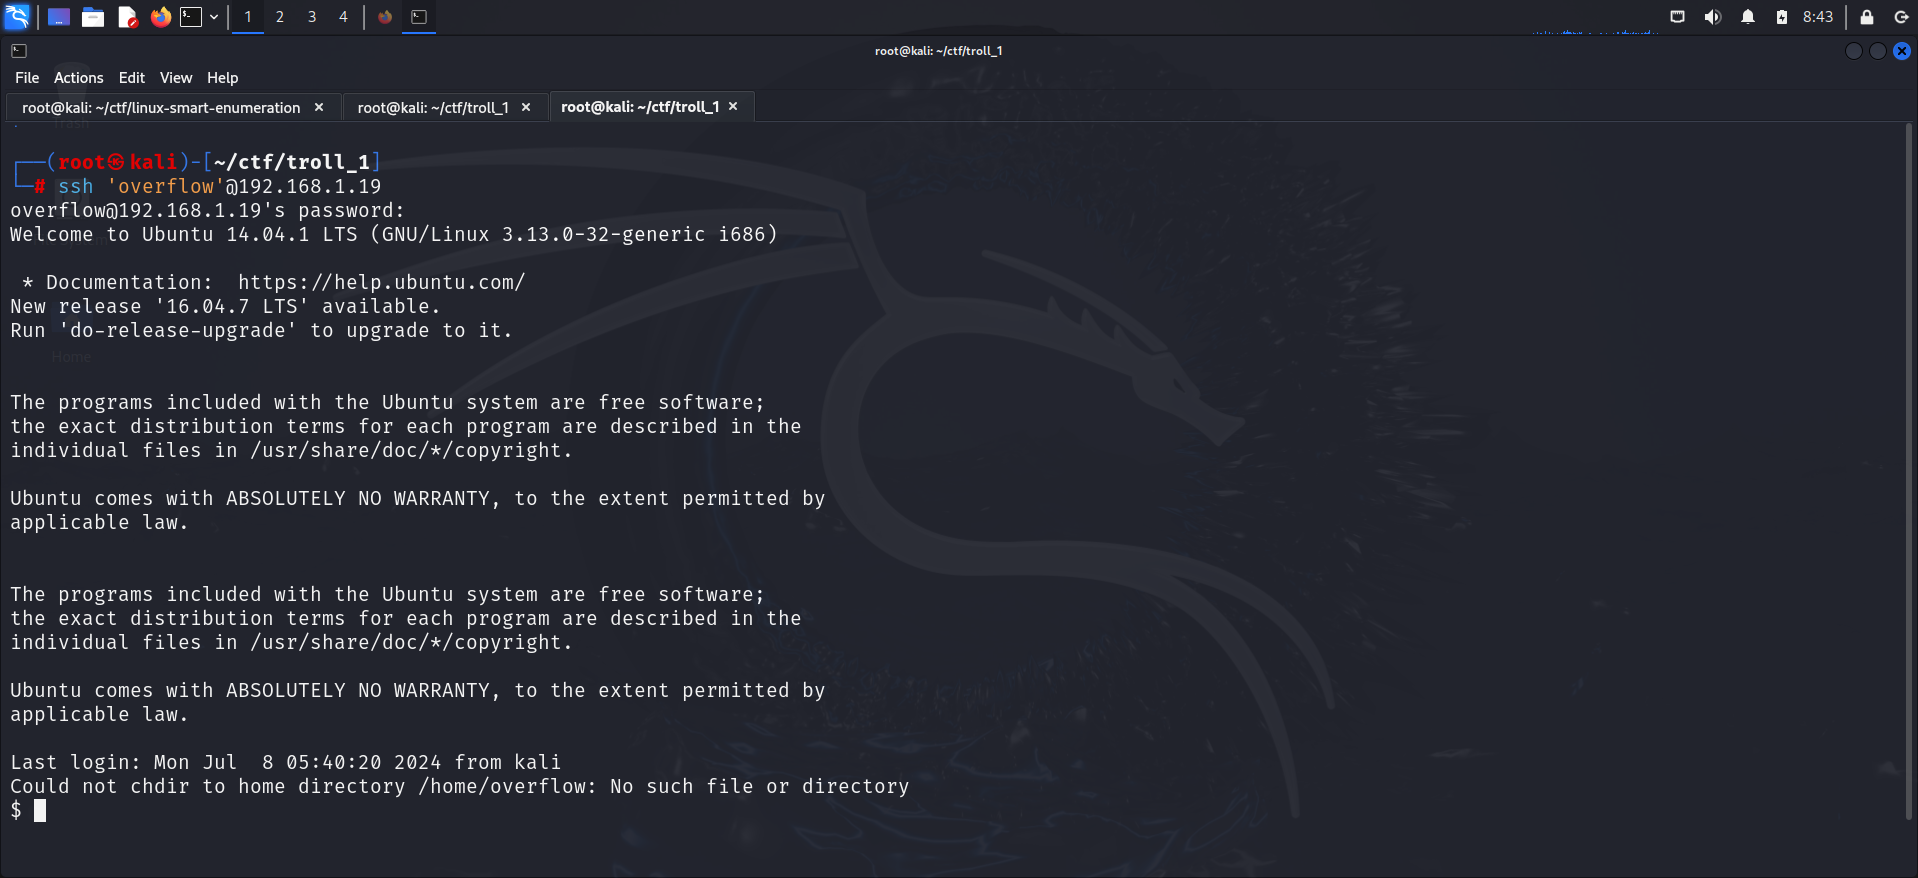 1 2 3 4
8:43
root@kali: ~/ctf/troll_1
File Actions Edit View Help
root@kali: ~/ctf/linux-smart-enumeration × root@kali: ~/ctf/troll_1 × root@kali: ~/ctf/troll_1 ×
Trash
┌──(root㉿kali)-[~/ctf/troll_1]
└─# ssh 'overflow'@192.168.1.19
overflow@192.168.1.19's password:
Welcome to Ubuntu 14.04.1 LTS (GNU/Linux 3.13.0-32-generic i686)
* Documentation:  https://help.ubuntu.com/
New release '16.04.7 LTS' available.
Run 'do-release-upgrade' to upgrade to it.
Home
The programs included with the Ubuntu system are free software;
the exact distribution terms for each program are described in the
individual files in /usr/share/doc/*/copyright.
Ubuntu comes with ABSOLUTELY NO WARRANTY, to the extent permitted by
applicable law.
The programs included with the Ubuntu system are free software;
the exact distribution terms for each program are described in the
individual files in /usr/share/doc/*/copyright.
Ubuntu comes with ABSOLUTELY NO WARRANTY, to the extent permitted by
applicable law.
Last login: Mon Jul  8 05:40:20 2024 from kali
Could not chdir to home directory /home/overflow: No such file or directory
$